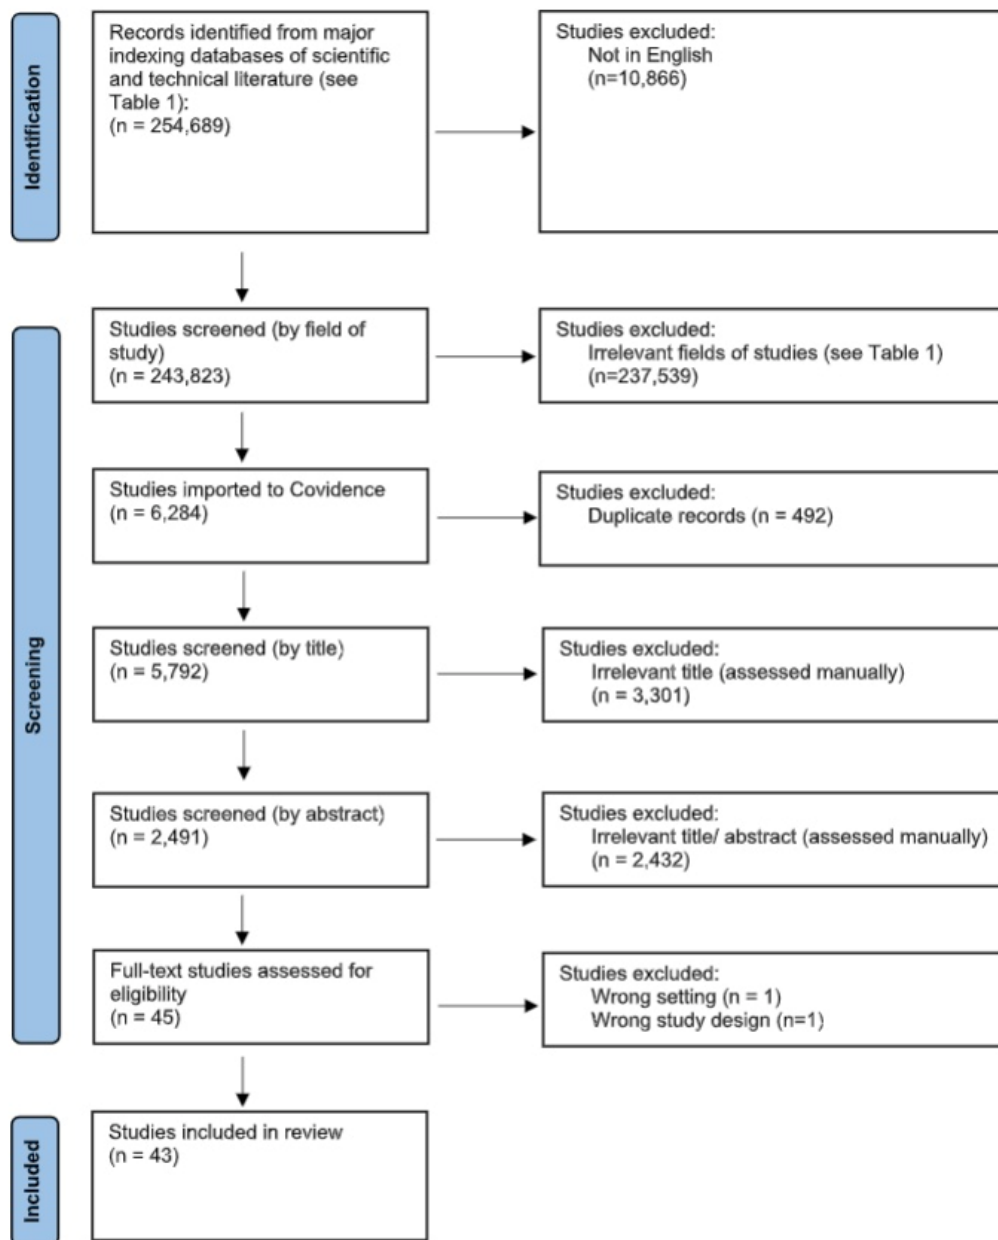 Identification
Records identified from major
indexing databases of scientific
and technical literature (see
Table 1):
(n = 254,689)
Studies excluded:
Not in English
(n=10,866)
Screening
Studies screened (by field of
study)
(n = 243,823)
Studies excluded:
Irrelevant fields of studies (see Table 1)
(n=237,539)
Studies imported to Covidence
(n = 6,284)
Studies excluded:
Duplicate records (n = 492)
Studies screened (by title)
(n = 5,792)
Studies excluded:
Irrelevant title (assessed manually)
(n = 3,301)
Studies screened (by abstract)
(n = 2,491)
Studies excluded:
Irrelevant title/ abstract (assessed manually)
(n = 2,432)
Full-text studies assessed for
eligibility
(n = 45)
Studies excluded:
Wrong setting (n = 1)
Wrong study design (n=1)
Included
Studies included in review
(n = 43)